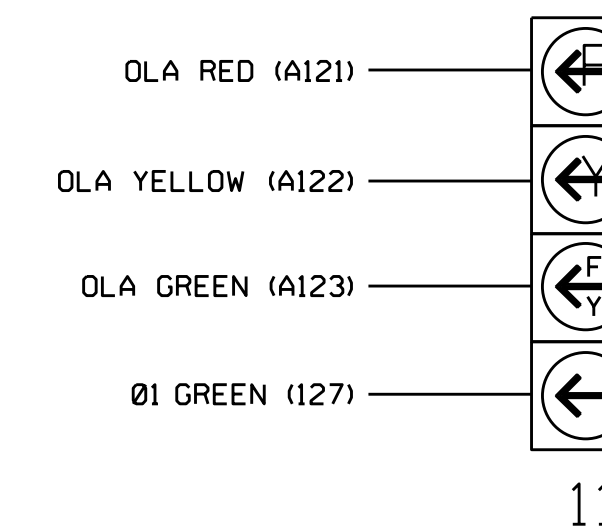 OLA RED (A121)
OLA YELLOW (A122)
Y
OLA GREEN (A123)
F
Y
Ø1 GREEN (127)